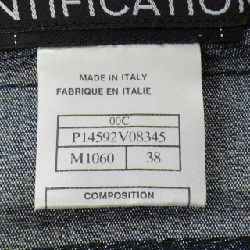 NTIFICATION
MADE IN ITALY
FABRIQUE EN ITALIE
00C
P14592V08345
M1060 38
COMPOSITION